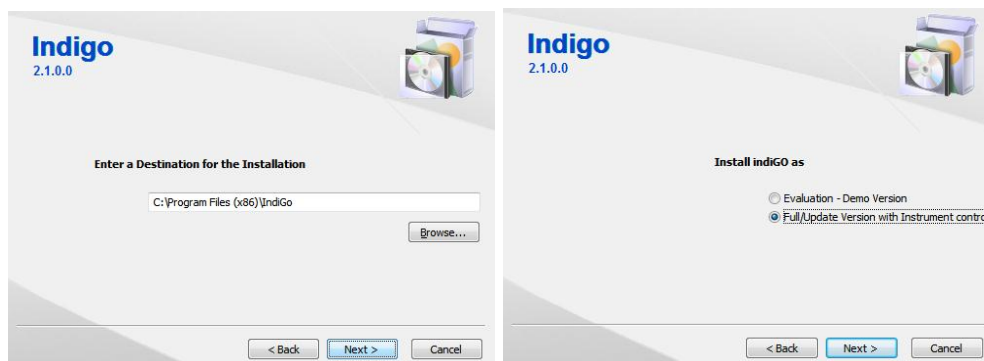 Indigo
2.1.0.0
Enter a Destination for the Installation
C:\Program Files (x86)\IndiGo
Browse...
< Back Next > Cancel
Indigo
2.1.0.0
Install indiGO as
Evaluation - Demo Version
Full/Update Version with Instrument contro
< Back Next > Cancel